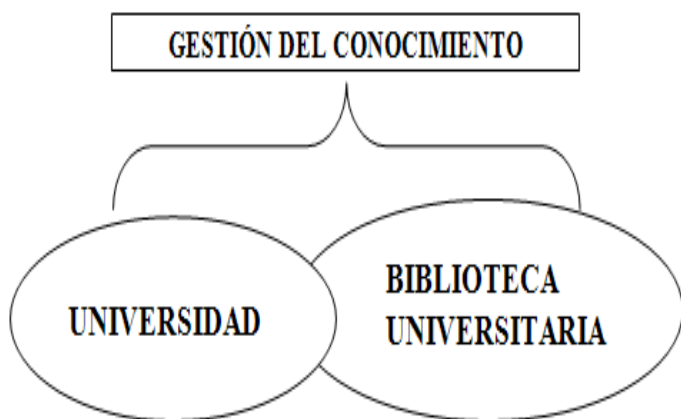 GESTIÓN DEL CONOCIMIENTO
UNIVERSIDAD
BIBLIOTECA
UNIVERSITARIA